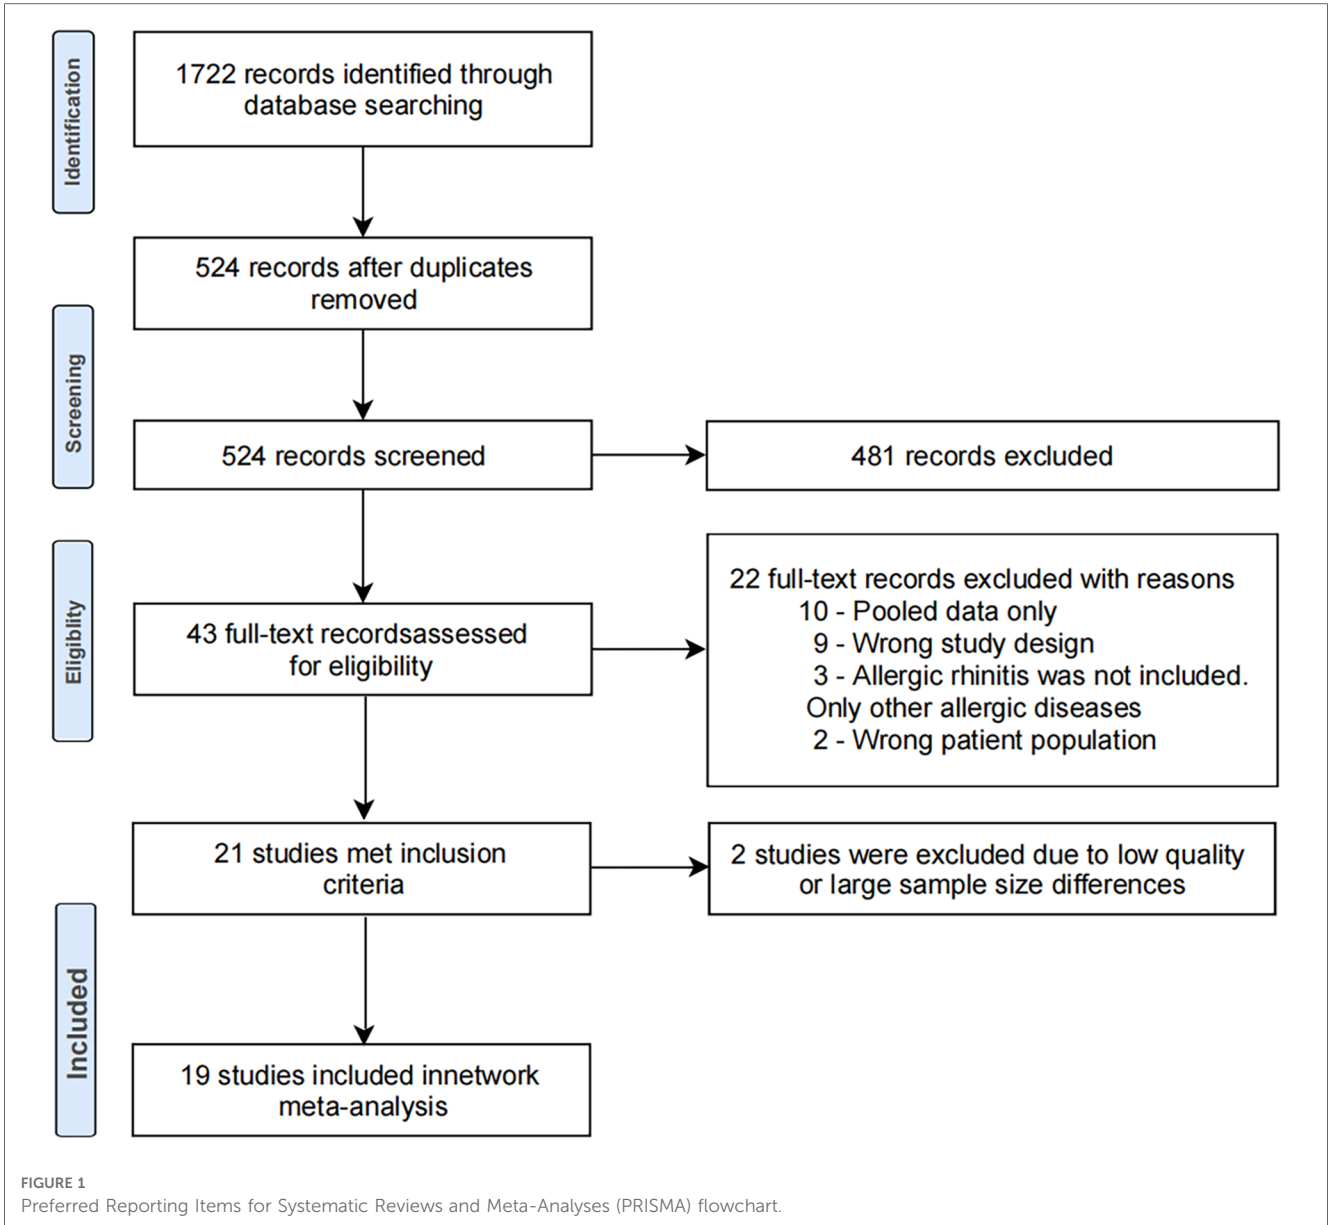 Identification
1722 records identified through
database searching
524 records after duplicates
removed
Screening
524 records screened
481 records excluded
Eligiblity
43 full-text recordsassessed
for eligibility
22 full-text records excluded with reasons
10 - Pooled data only
9 - Wrong study design
3 - Allergic rhinitis was not included.
Only other allergic diseases
2 - Wrong patient population
21 studies met inclusion
criteria
2 studies were excluded due to low quality
or large sample size differences
Included
19 studies included innetwork
meta-analysis
FIGURE 1
Preferred Reporting Items for Systematic Reviews and Meta-Analyses (PRISMA) flowchart.